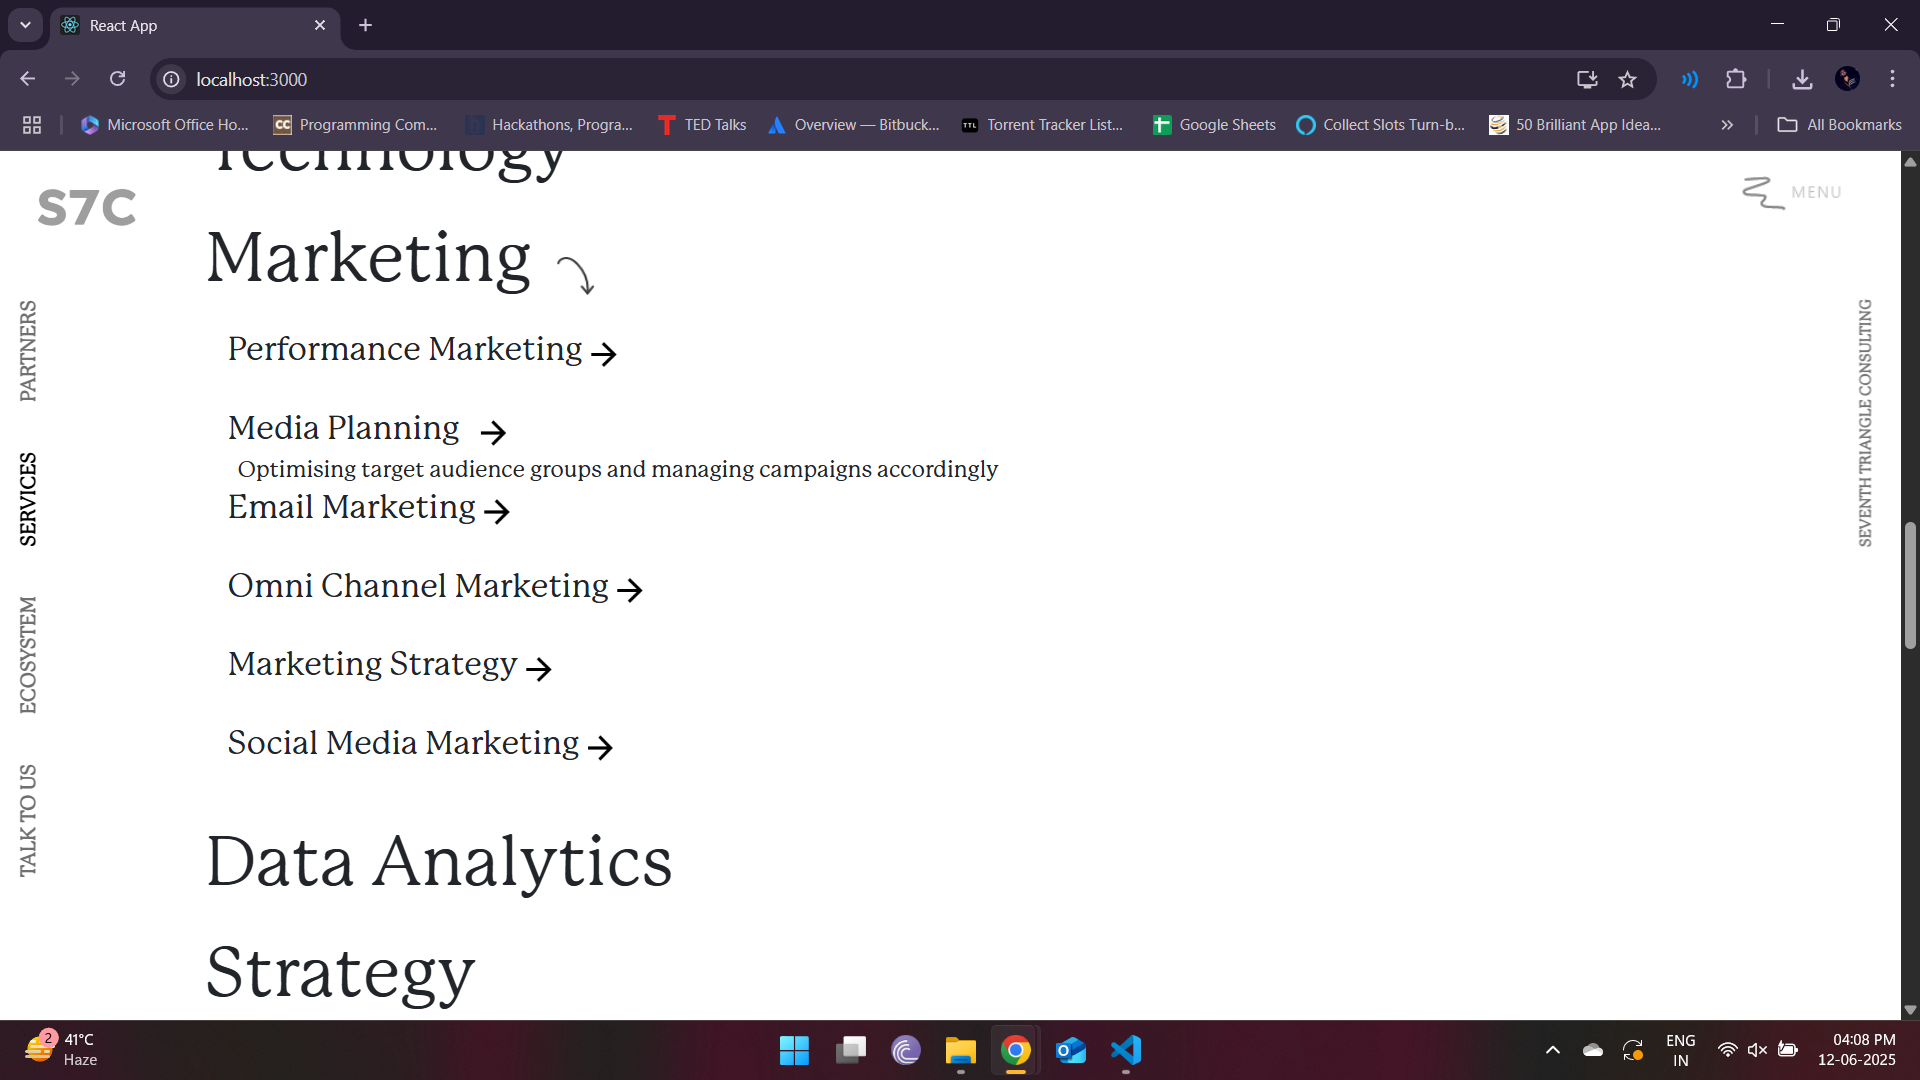 React App
localhost:3000
Microsoft Office Ho...
Programming Com...
Hackathons, Progra...
TED Talks
Overview — Bitbuck...
TTL
Torrent Tracker List...
Google Sheets
Collect Slots Turn-b...
50 Brilliant App Idea...
All Bookmarks
Technology
S7C
MENU
Marketing
Performance Marketing
Media Planning
Optimising target audience groups and managing campaigns accordingly
Email Marketing
Omni Channel Marketing
Marketing Strategy
Social Media Marketing
Data Analytics
Strategy
PARTNERS
SERVICES
ECOSYSTEM
TALK TO US
SEVENTH TRIANGLE CONSULTING
2
41°C
Haze
ENG
IN
04:08 PM
12-06-2025